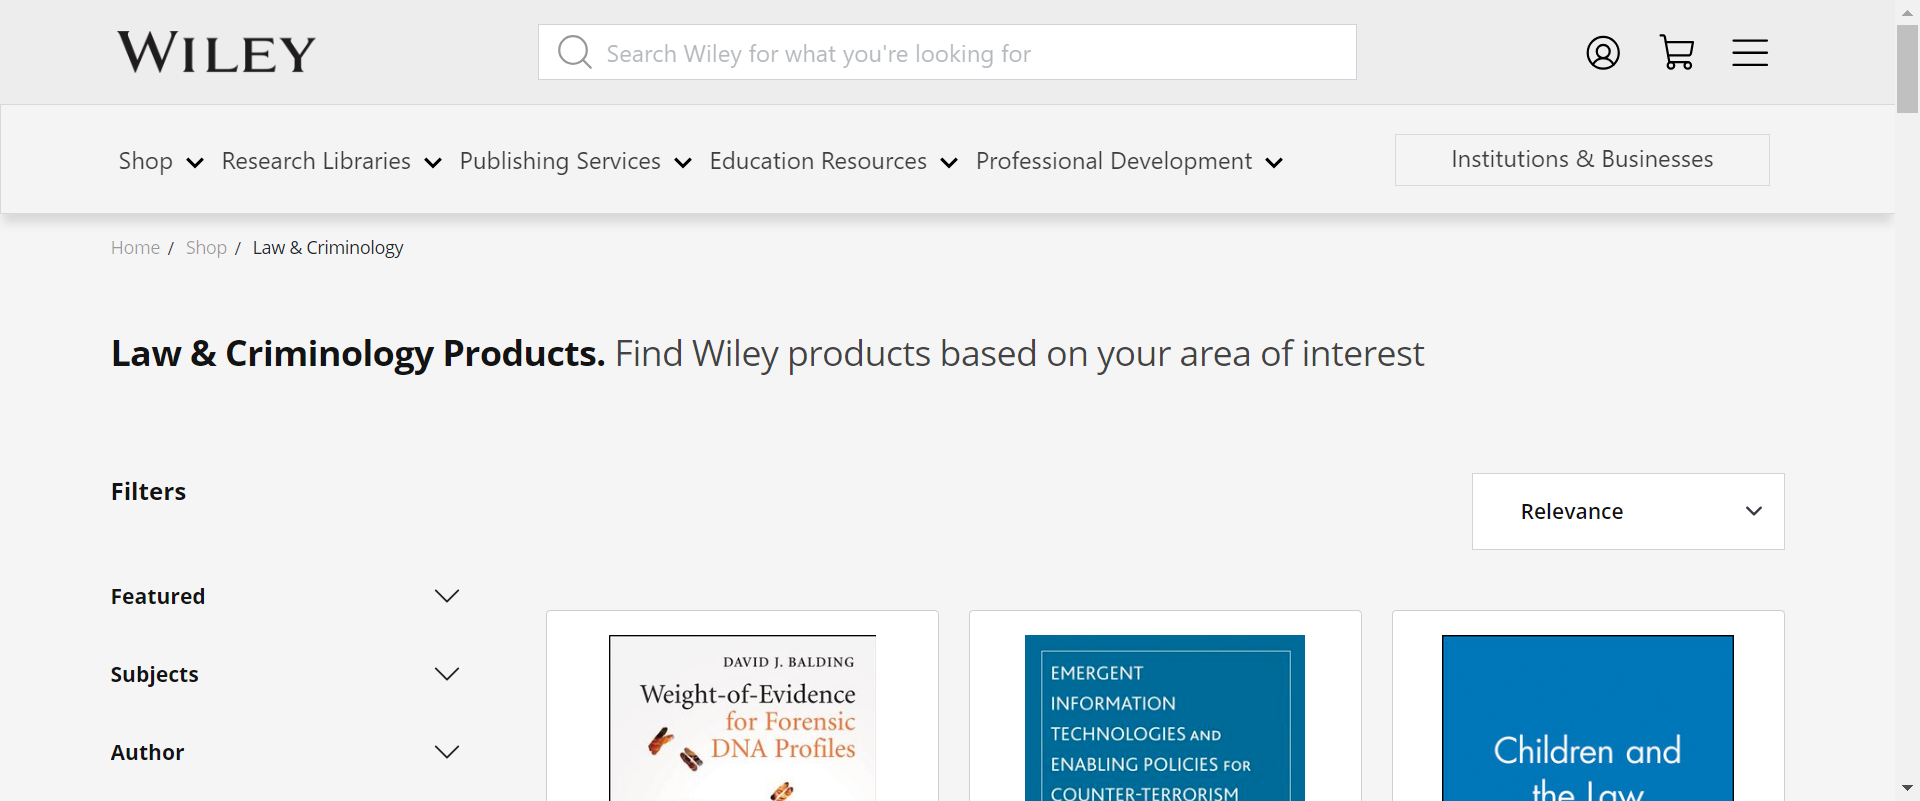 WILEY
Search Wiley for what you're looking for
Shop Research Libraries Publishing Services Education Resources Professional Development Institutions & Businesses
Home / Shop / Law & Criminology
Law & Criminology Products. Find Wiley products based on your area of interest
Filters
Relevance
Featured
Subjects
Author
DAVID J. BALDING
Weight-of-Evidence
for Forensic
DNA Profiles
EMERGENT
INFORMATION
TECHNOLOGIES AND
ENABLING POLICIES FOR
COUNTER-TERRORISM
Children and
the Law